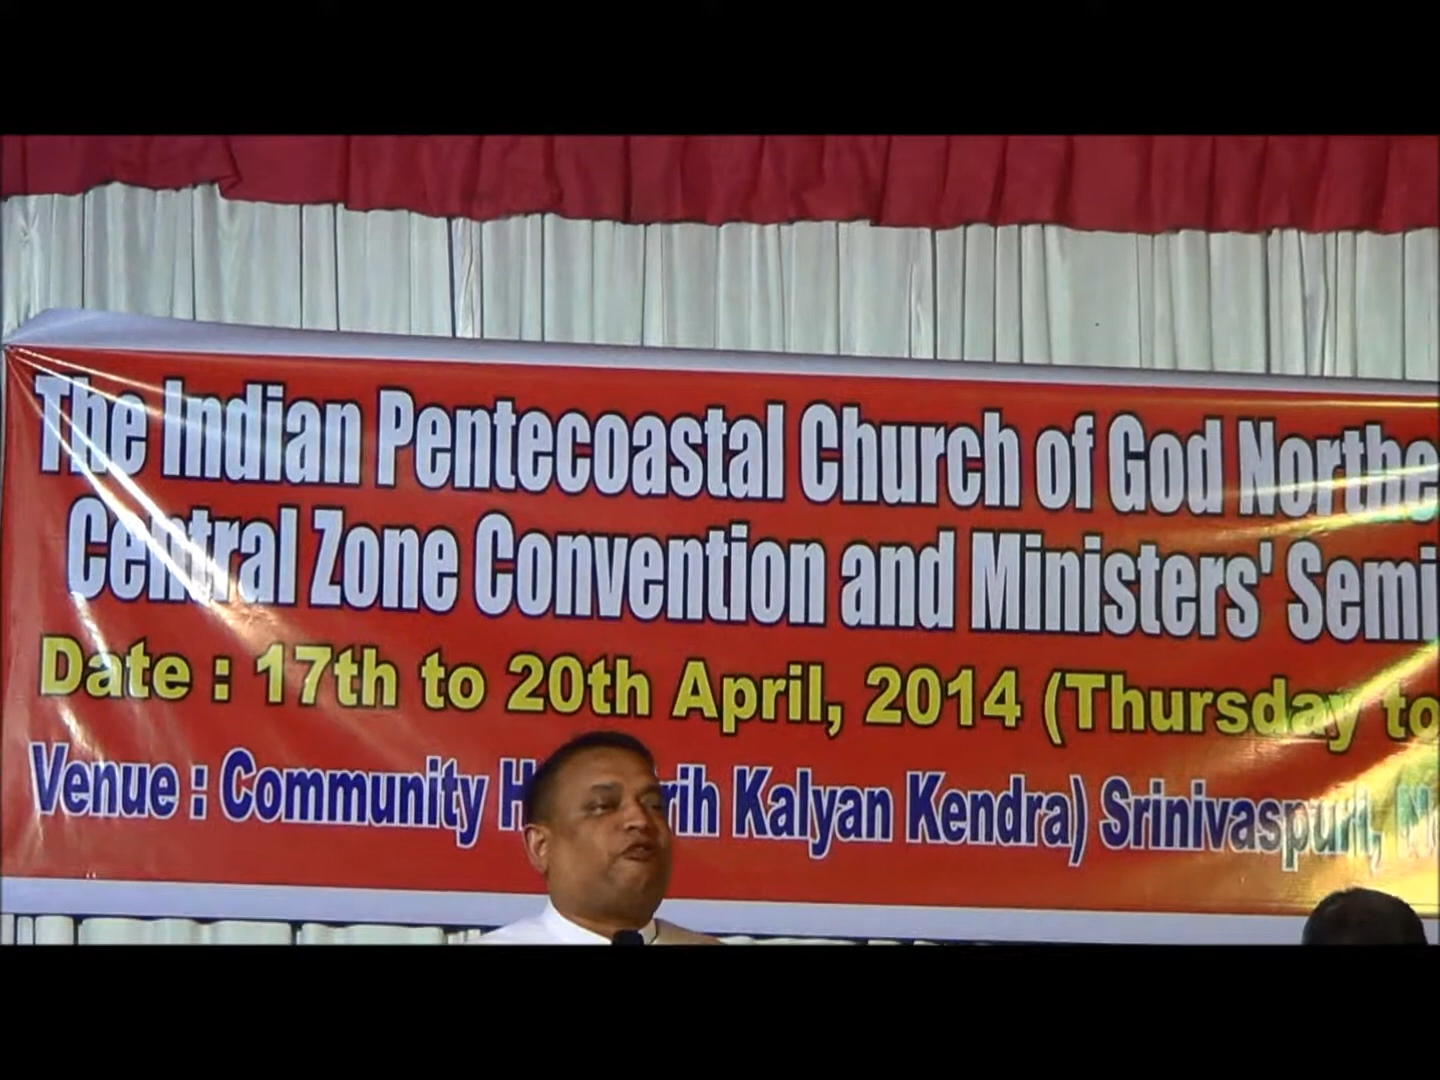 The Indian Pentecoastal Church of God Northe
Central Zone Convention and Ministers' Semi
Date : 17th to 20th April, 2014 (Thursday to
Venue : Community Kalyan Kendra) Srinivaspuri,